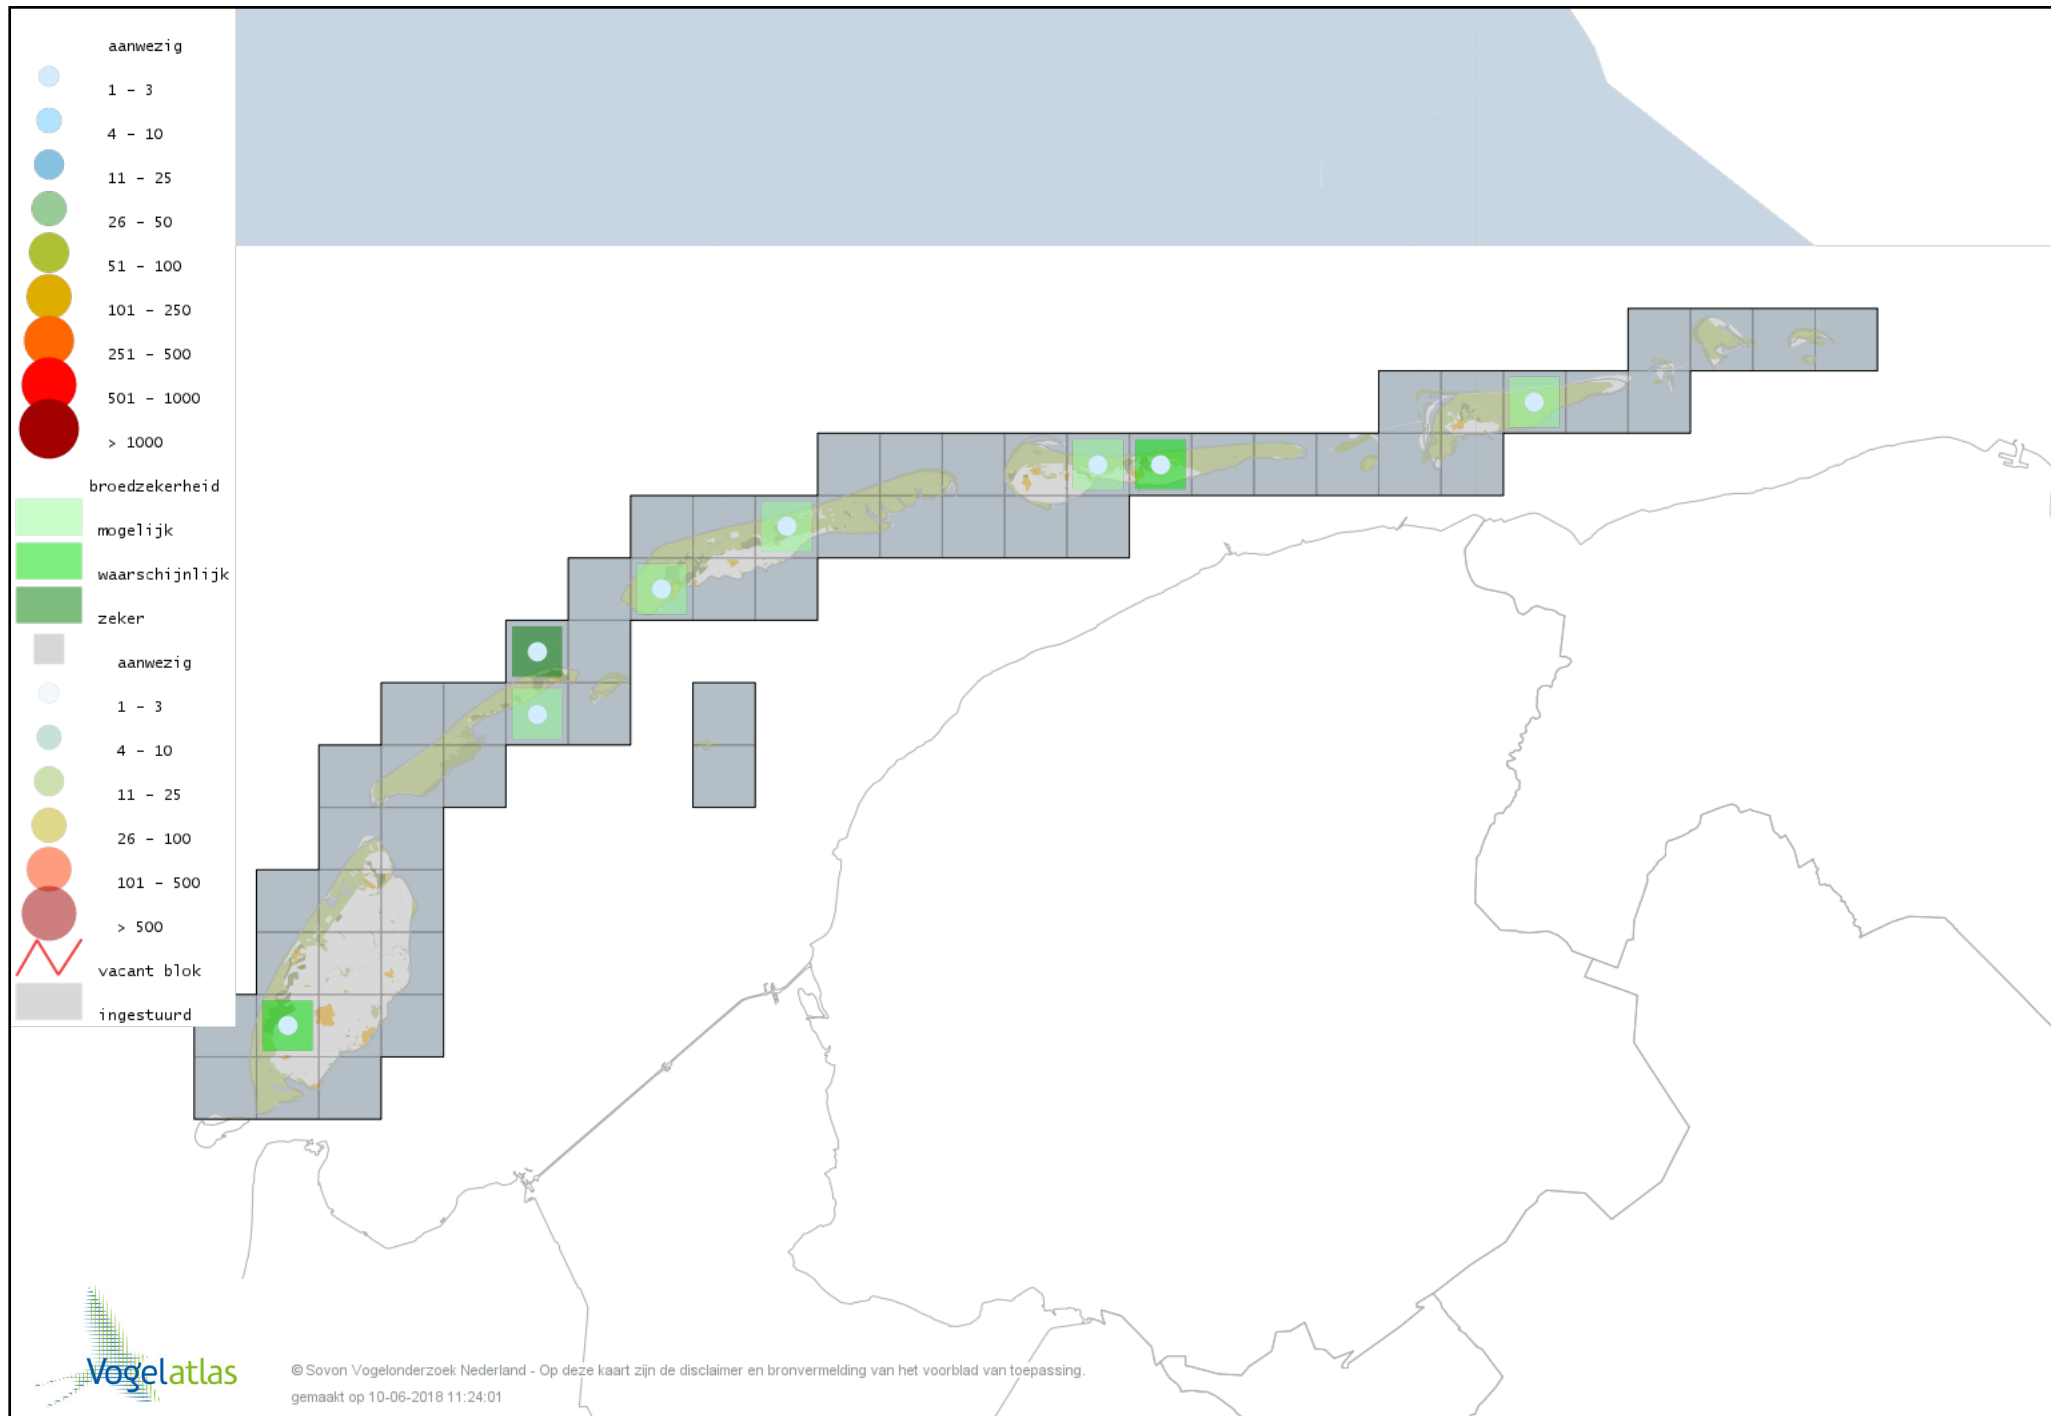 aanwezig
1 - 3
4 - 10
11 - 25
26 - 50
51 - 100
101 - 250
251 - 500
501 - 1000
> 1000
broedzekerheid
mogelijk
waarschijnlijk
zeker
aanwezig
1 - 3
4 - 10
11 - 25
26 - 100
101 - 500
> 500
vacant blok
ingestuurd
Vogelatlas
© Sovon Vogelonderzoek Nederland - Op deze kaart zijn de disclaimer en bronvermelding van het voorblad van toepassing.
gemaakt op 10-06-2018 11:24:01